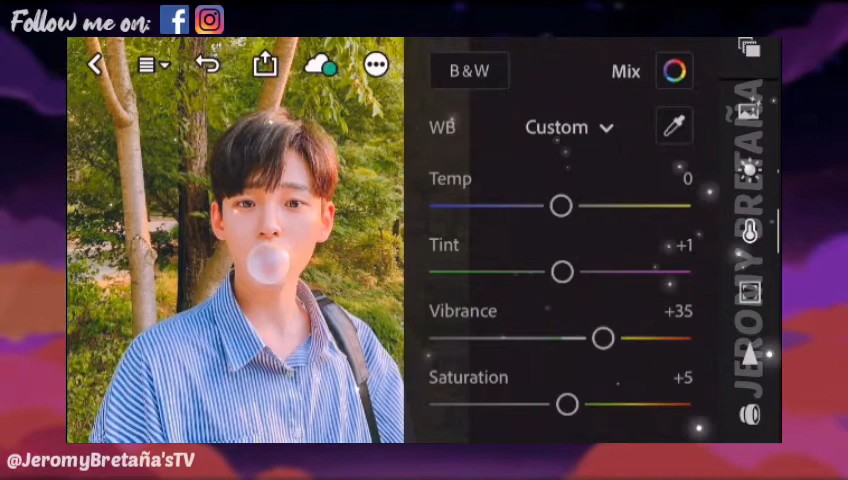 Follow me on:
B&W
Mix
WB
Custom
Temp
0
Tint
+1
Vibrance
+35
Saturation
+5
JEROMY BRETAÑA
@JeromyBretaña'sTV